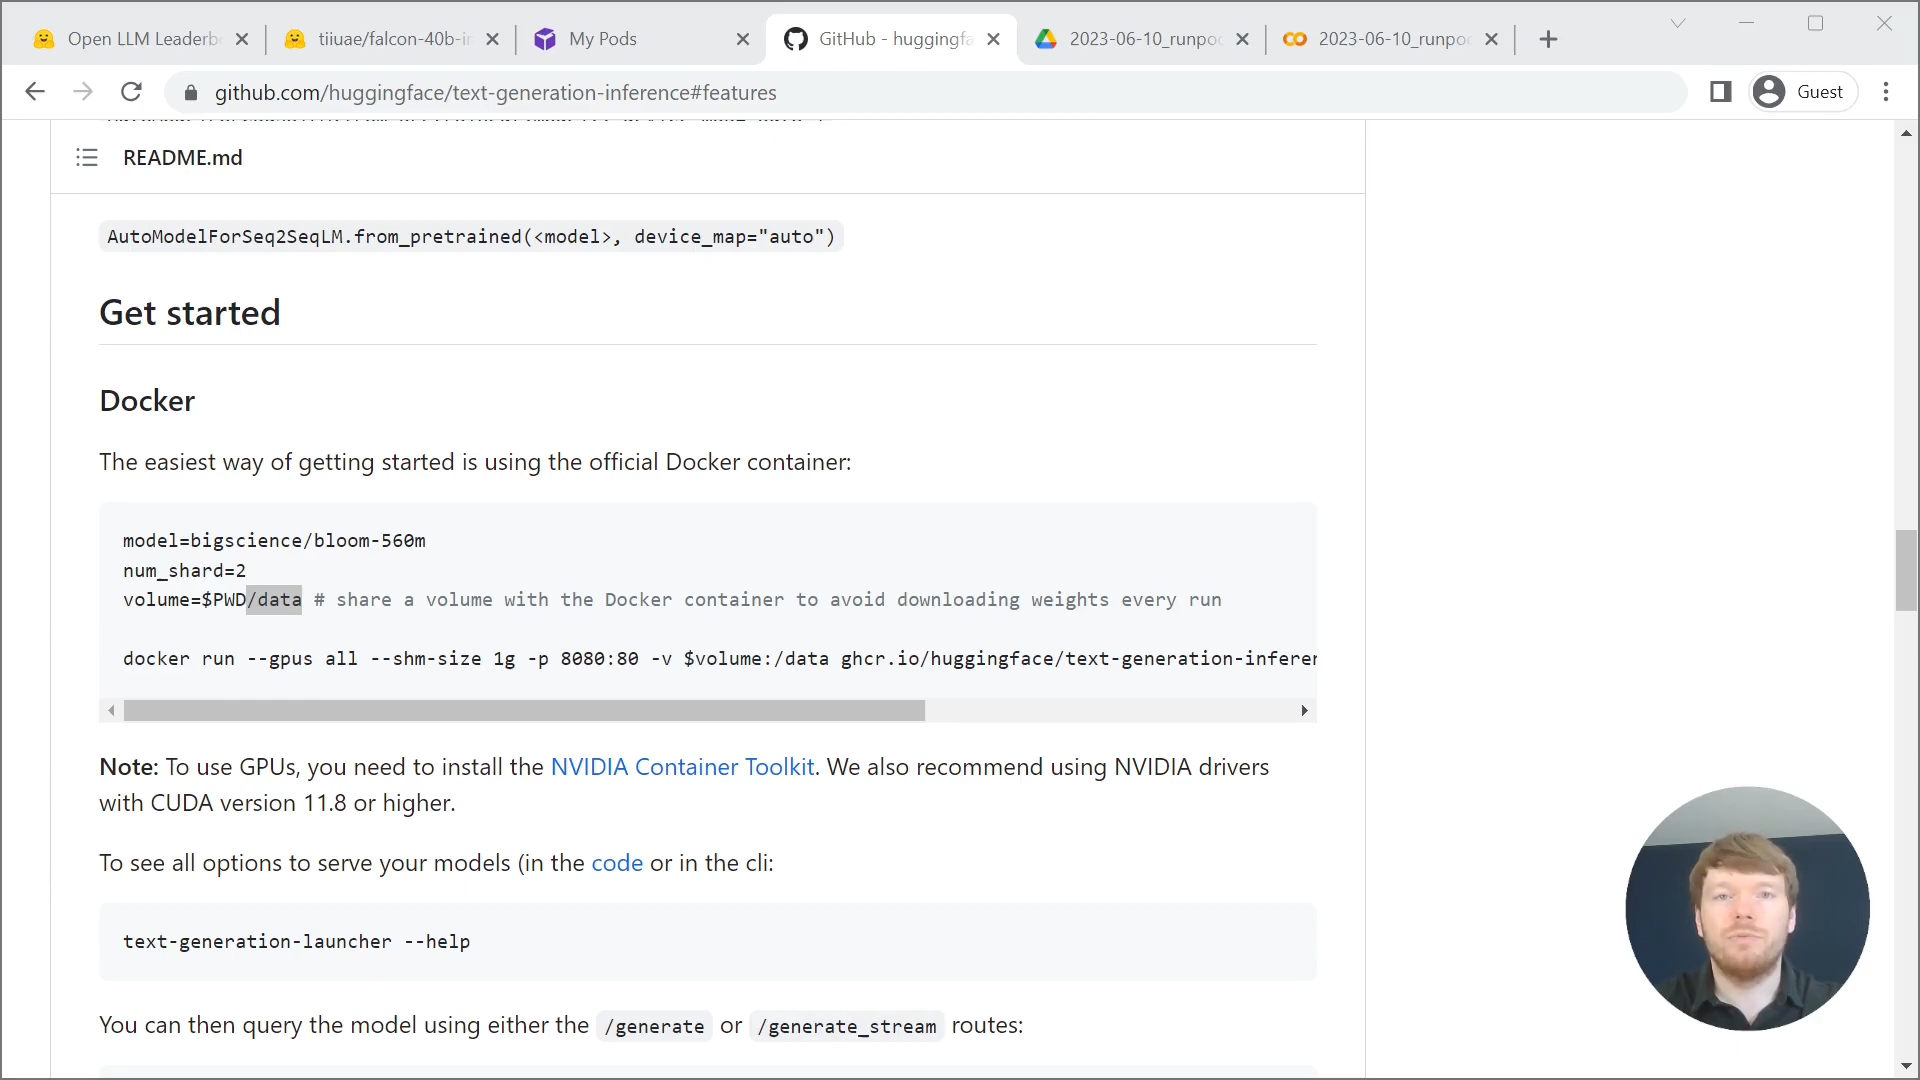 Open LLM Leaderb
tiiuae/falcon-40b-in
My Pods
GitHub - huggingfa
2023-06-10_runpod
2023-06-10_runpod
github.com/huggingface/text-generation-inference#features
Guest
README.md
AutoModelForSeq2SeqLM.from_pretrained(<model>, device_map="auto")
Get started
Docker
The easiest way of getting started is using the official Docker container:
model=bigscience/bloom-560m
num_shard=2
volume=$PWD/data # share a volume with the Docker container to avoid downloading weights every run
docker run --gpus all --shm-size 1g -p 8080:80 -v $volume:/data ghcr.io/huggingface/text-generation-inferen
Note: To use GPUs, you need to install the NVIDIA Container Toolkit. We also recommend using NVIDIA drivers
with CUDA version 11.8 or higher.
To see all options to serve your models (in the code or in the cli:
text-generation-launcher --help
You can then query the model using either the /generate or /generate_stream routes: